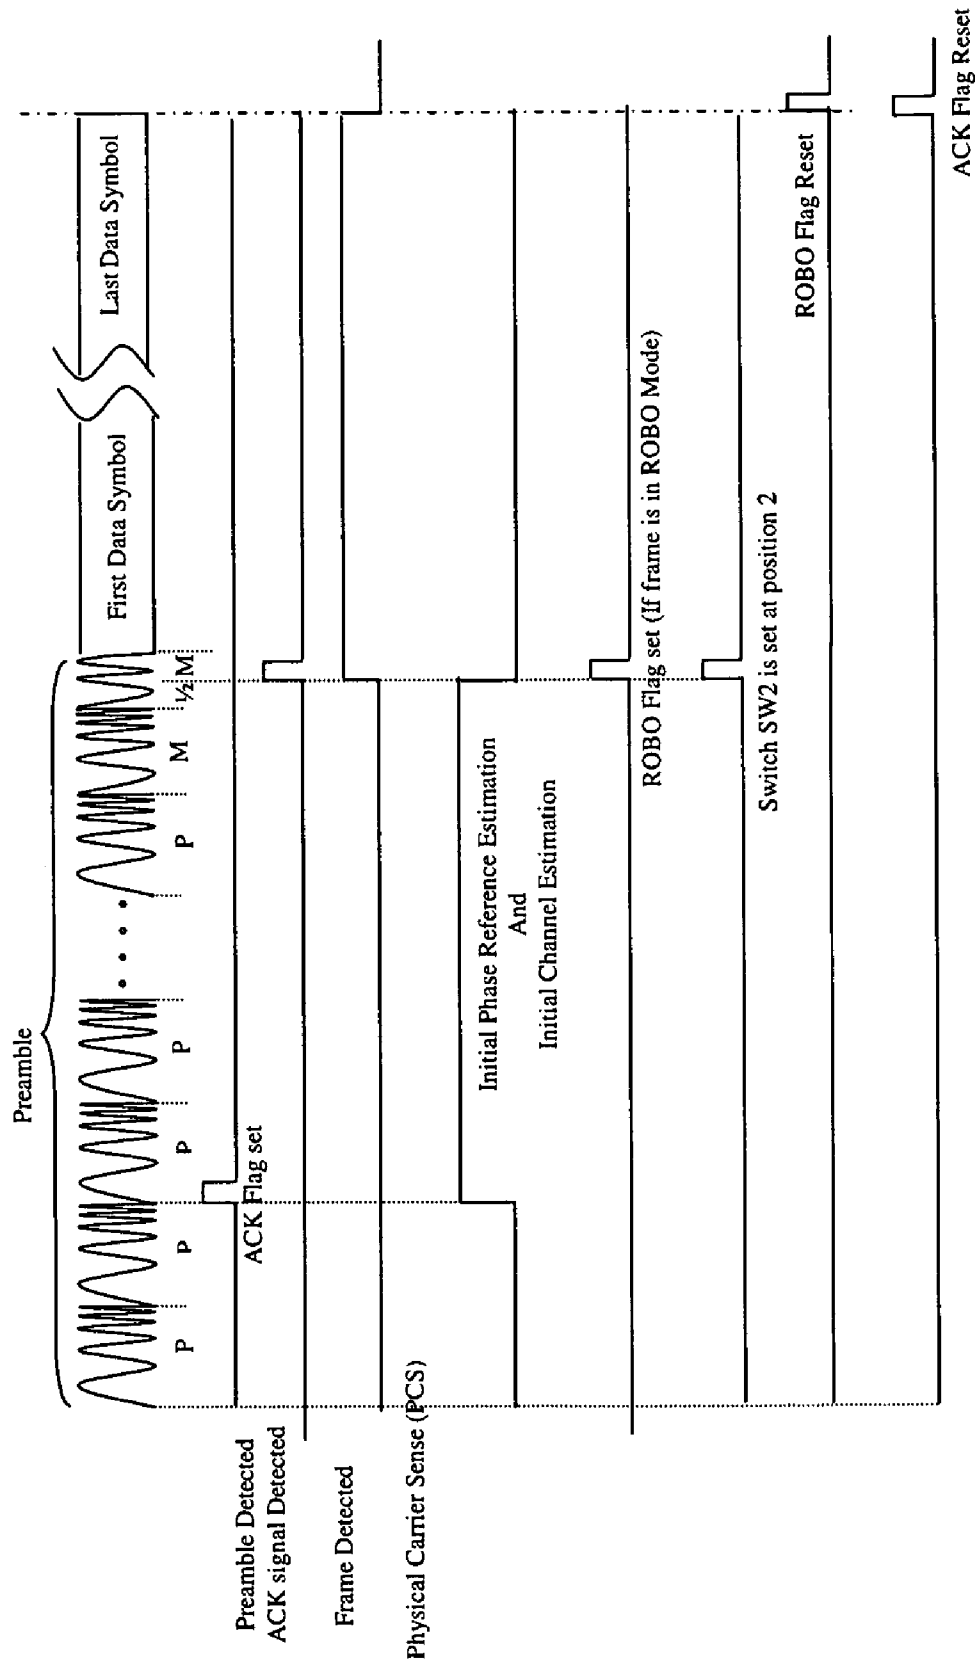 Preamble
P
P
P
P
P
M
½ M
First Data Symbol
Last Data Symbol
Preamble Detected
ACK signal Detected
ACK Flag set
Frame Detected
Physical Carrier Sense (PCS)
Initial Phase Reference Estimation
And
Initial Channel Estimation
ROBO Flag set (If frame is in ROBO Mode)
Switch SW2 is set at position 2
ROBO Flag Reset
ACK Flag Reset